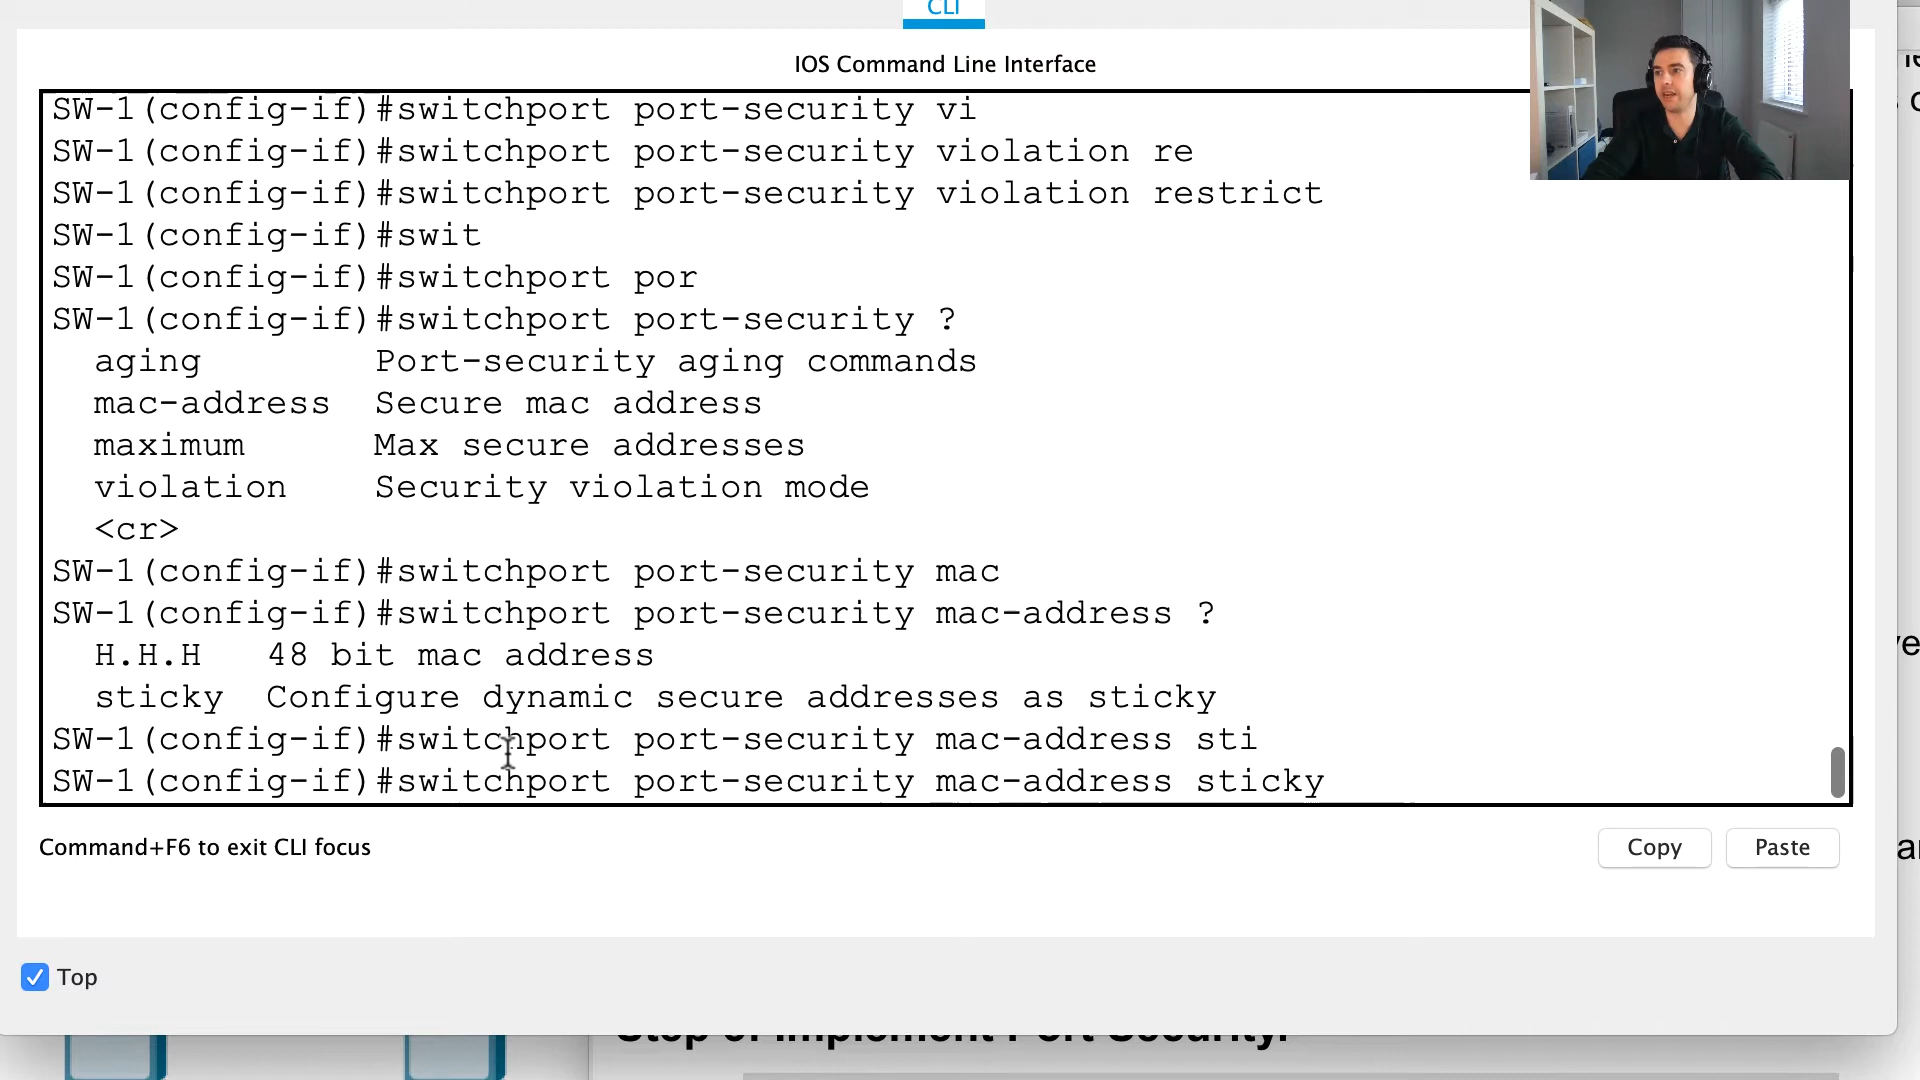 CLI
IOS Command Line Interface
SW-1(config-if)#switchport port-security vi
SW-1(config-if)#switchport port-security violation re
SW-1(config-if)#switchport port-security violation restrict
SW-1(config-if)#swit
SW-1(config-if)#switchport por
SW-1(config-if)#switchport port-security ?
aging Port-security aging commands
mac-address Secure mac address
maximum Max secure addresses
violation Security violation mode
<cr>
SW-1(config-if)#switchport port-security mac
SW-1(config-if)#switchport port-security mac-address ?
H.H.H 48 bit mac address
sticky Configure dynamic secure addresses as sticky
SW-1(config-if)#switchport port-security mac-address sti
SW-1(config-if)#switchport port-security mac-address sticky
Command+F6 to exit CLI focus
Copy
Paste
Top
Implement Port Security.